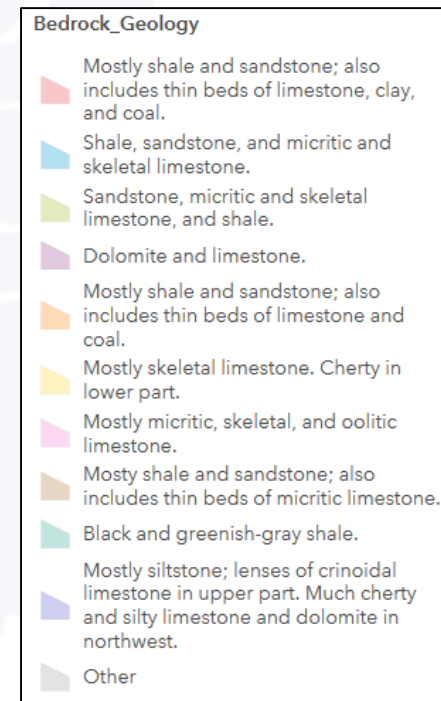 Bedrock_Geology
Mostly shale and sandstone; also
includes thin beds of limestone, clay,
and coal.
Shale, sandstone, and micritic and
skeletal limestone.
Sandstone, micritic and skeletal
limestone, and shale.
Dolomite and limestone.
Mostly shale and sandstone; also
includes thin beds of limestone and
coal.
Mostly skeletal limestone. Cherty in
lower part.
Mostly micritic, skeletal, and oolitic
limestone.
Mosty shale and sandstone; also
includes thin beds of micritic limestone.
Black and greenish-gray shale.
Mostly siltstone; lenses of crinoidal
limestone in upper part. Much cherty
and silty limestone and dolomite in
northwest.
Other